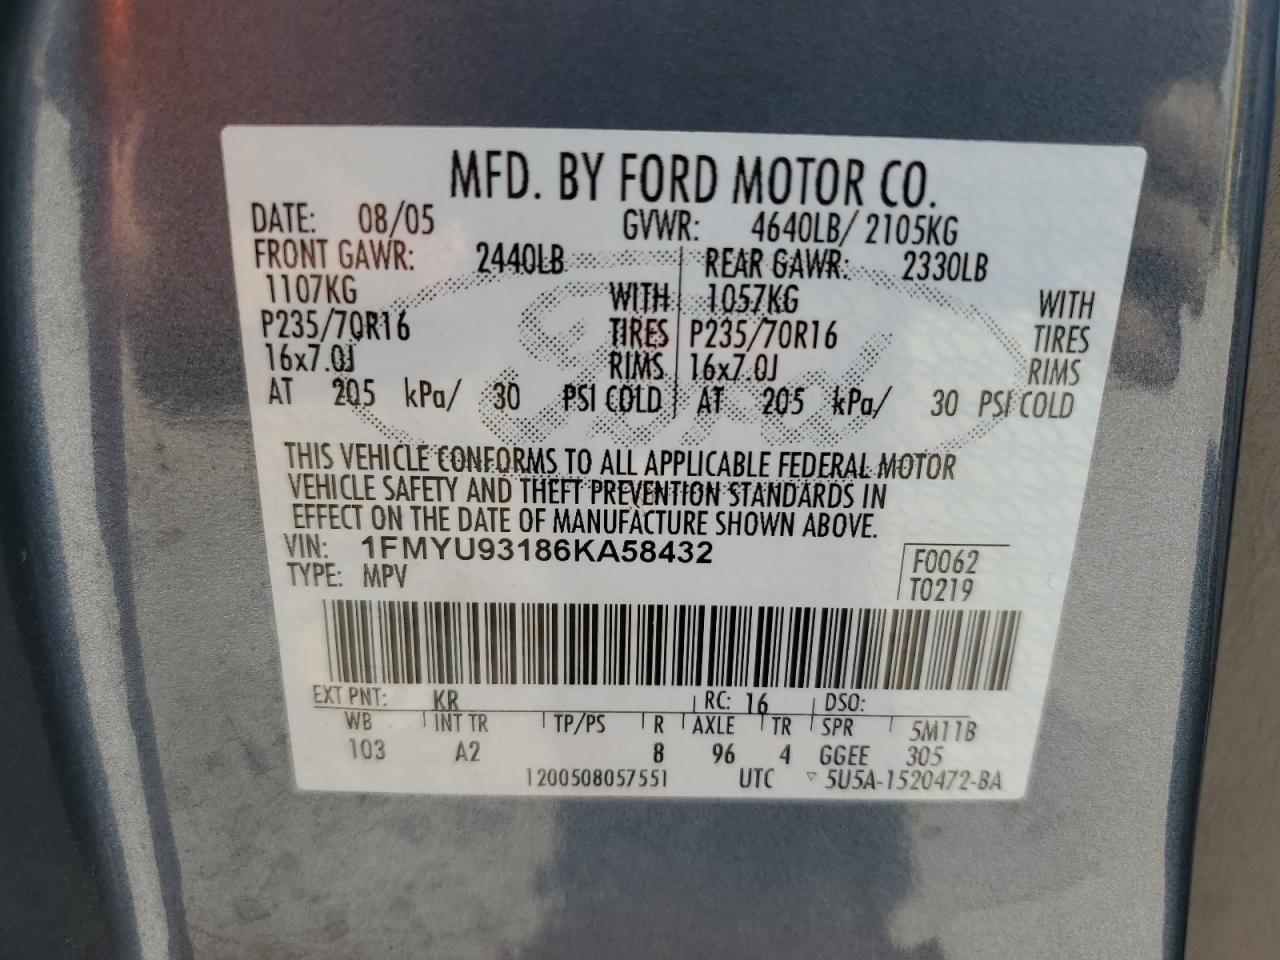 MFD. BY FORD MOTOR CO.
DATE: 08/05 GVWR: 4640LB/ 2105KG
FRONT GAWR: 2440LB REAR GAWR: 2330LB
1107KG WITH 1057KG WITH
P235/70R16 TIRES P235/70R16 TIRES
16x7.0J RIMS 16x7.0J RIMS
AT 205 kPa/ 30 PSI COLD AT 205 kPa/ 30 PSI COLD
Ford
THIS VEHICLE CONFORMS TO ALL APPLICABLE FEDERAL MOTOR
VEHICLE SAFETY AND THEFT PREVENTION STANDARDS IN
EFFECT ON THE DATE OF MANUFACTURE SHOWN ABOVE.
VIN: 1FMYU93186KA58432 F0062
TYPE: MPV T0219
EXT PNT: KR RC: 16 DSO:
WB INT TR TP/PS R AXLE TR SPR 5M11B
103 A2 8 96 4 GGEE 305
1200508057551 UTC ▽ 5U5A-1520472-BA